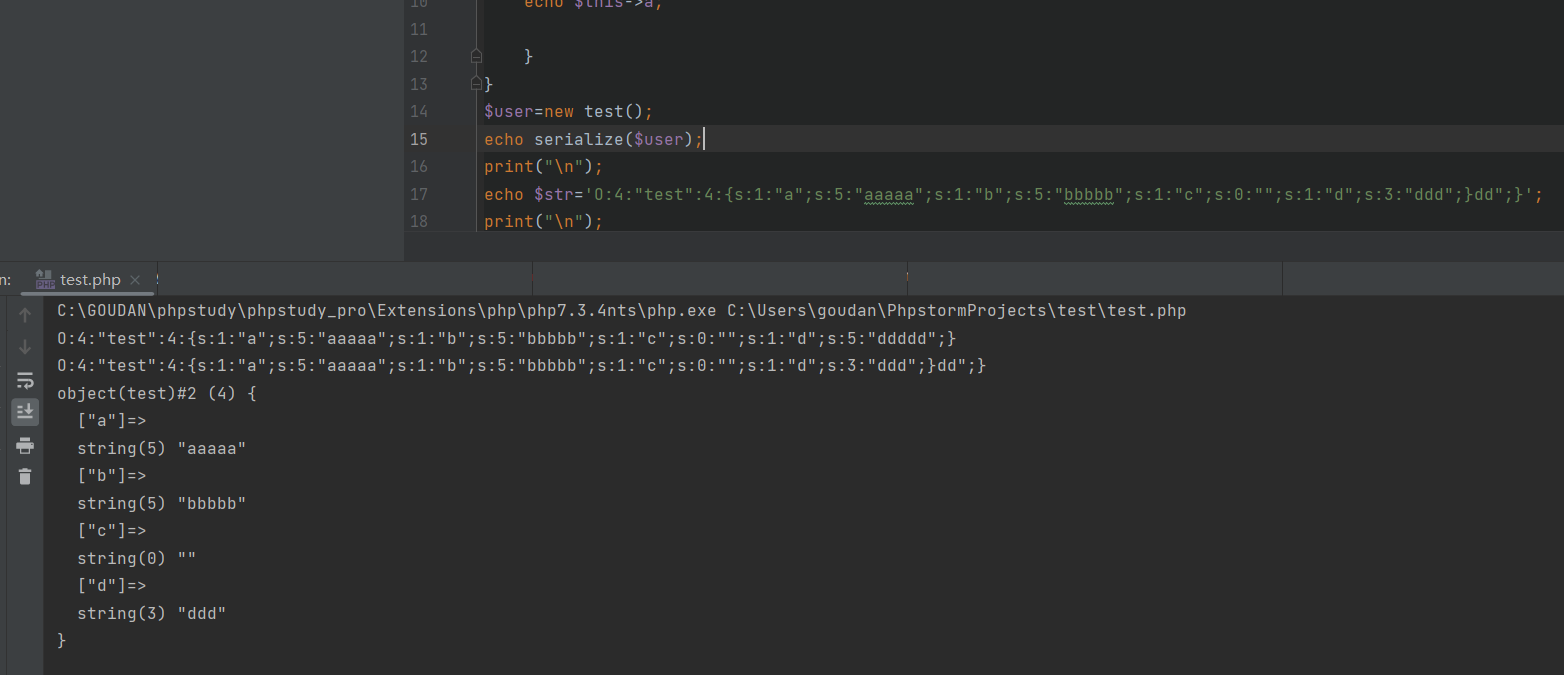 10 echo $this->a;
11
12 }
13 }
14 $user=new test();
15 echo serialize($user);
16 print("\n");
17 echo $str='O:4:"test":4:{s:1:"a";s:5:"aaaaa";s:1:"b";s:5:"bbbbb";s:1:"c";s:0:"";s:1:"d";s:3:"ddd";}dd";}';
18 print("\n");
n: test.php
C:\GOUDAN\phpstudy\phpstudy_pro\Extensions\php\php7.3.4nts\php.exe C:\Users\goudan\PhpstormProjects\test\test.php
O:4:"test":4:{s:1:"a";s:5:"aaaaa";s:1:"b";s:5:"bbbbb";s:1:"c";s:0:"";s:1:"d";s:5:"ddddd";}
O:4:"test":4:{s:1:"a";s:5:"aaaaa";s:1:"b";s:5:"bbbbb";s:1:"c";s:0:"";s:1:"d";s:3:"ddd";}dd";}
object(test)#2 (4) {
["a"]=>
string(5) "aaaaa"
["b"]=>
string(5) "bbbbb"
["c"]=>
string(0) ""
["d"]=>
string(3) "ddd"
}